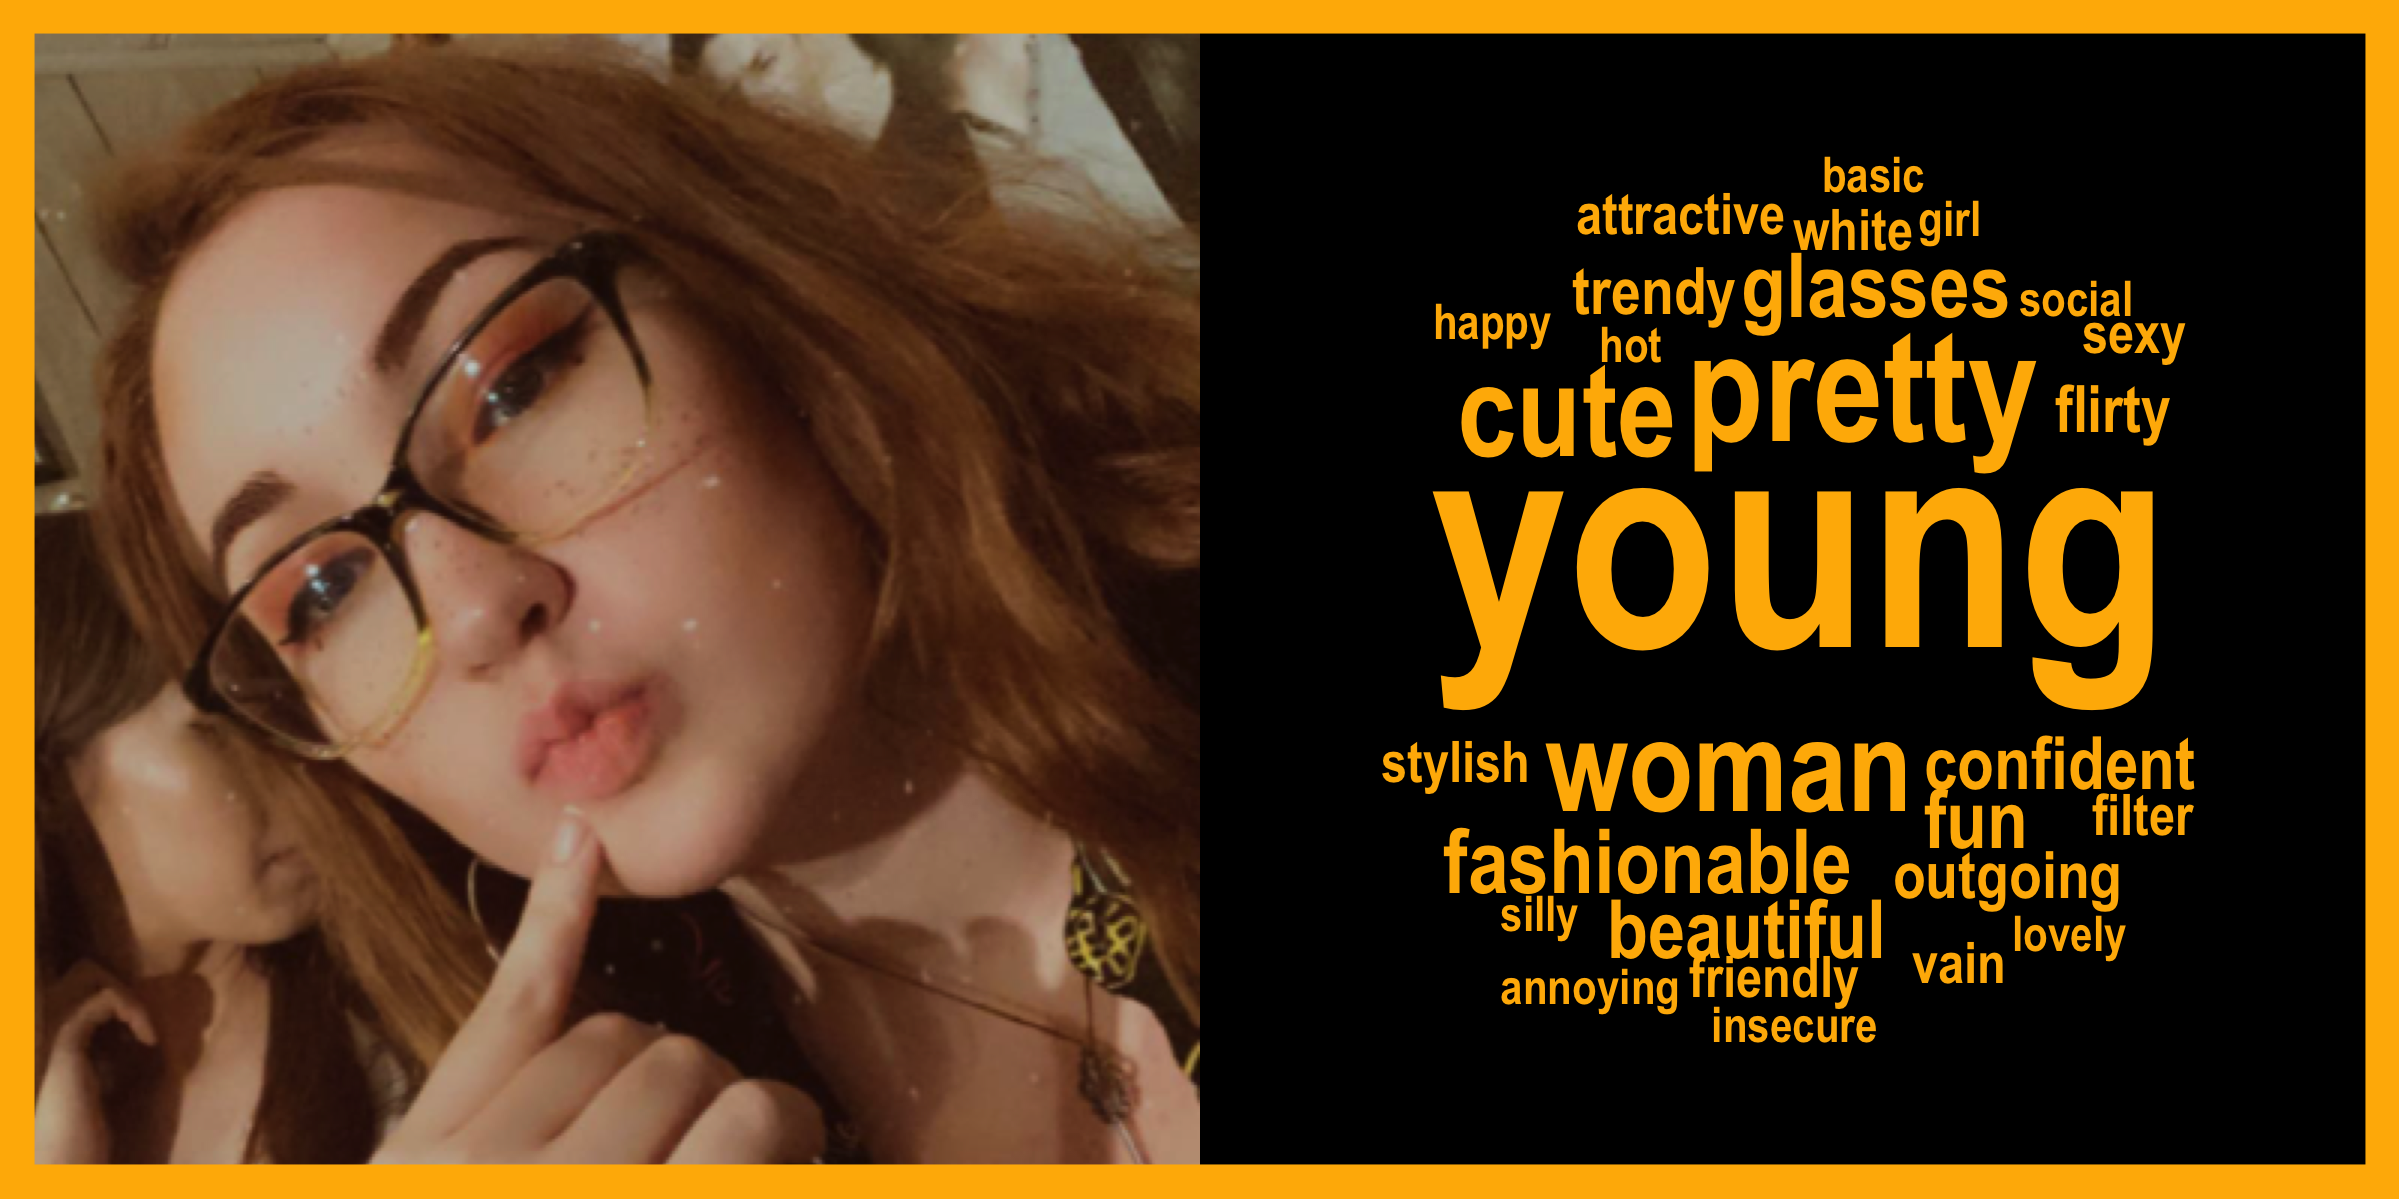 basic
attractive white girl
trendy glasses social
happy hot sexy
cute pretty flirty
young
stylish woman confident
fun filter
fashionable outgoing
silly beautiful lovely
annoying friendly vain
insecure